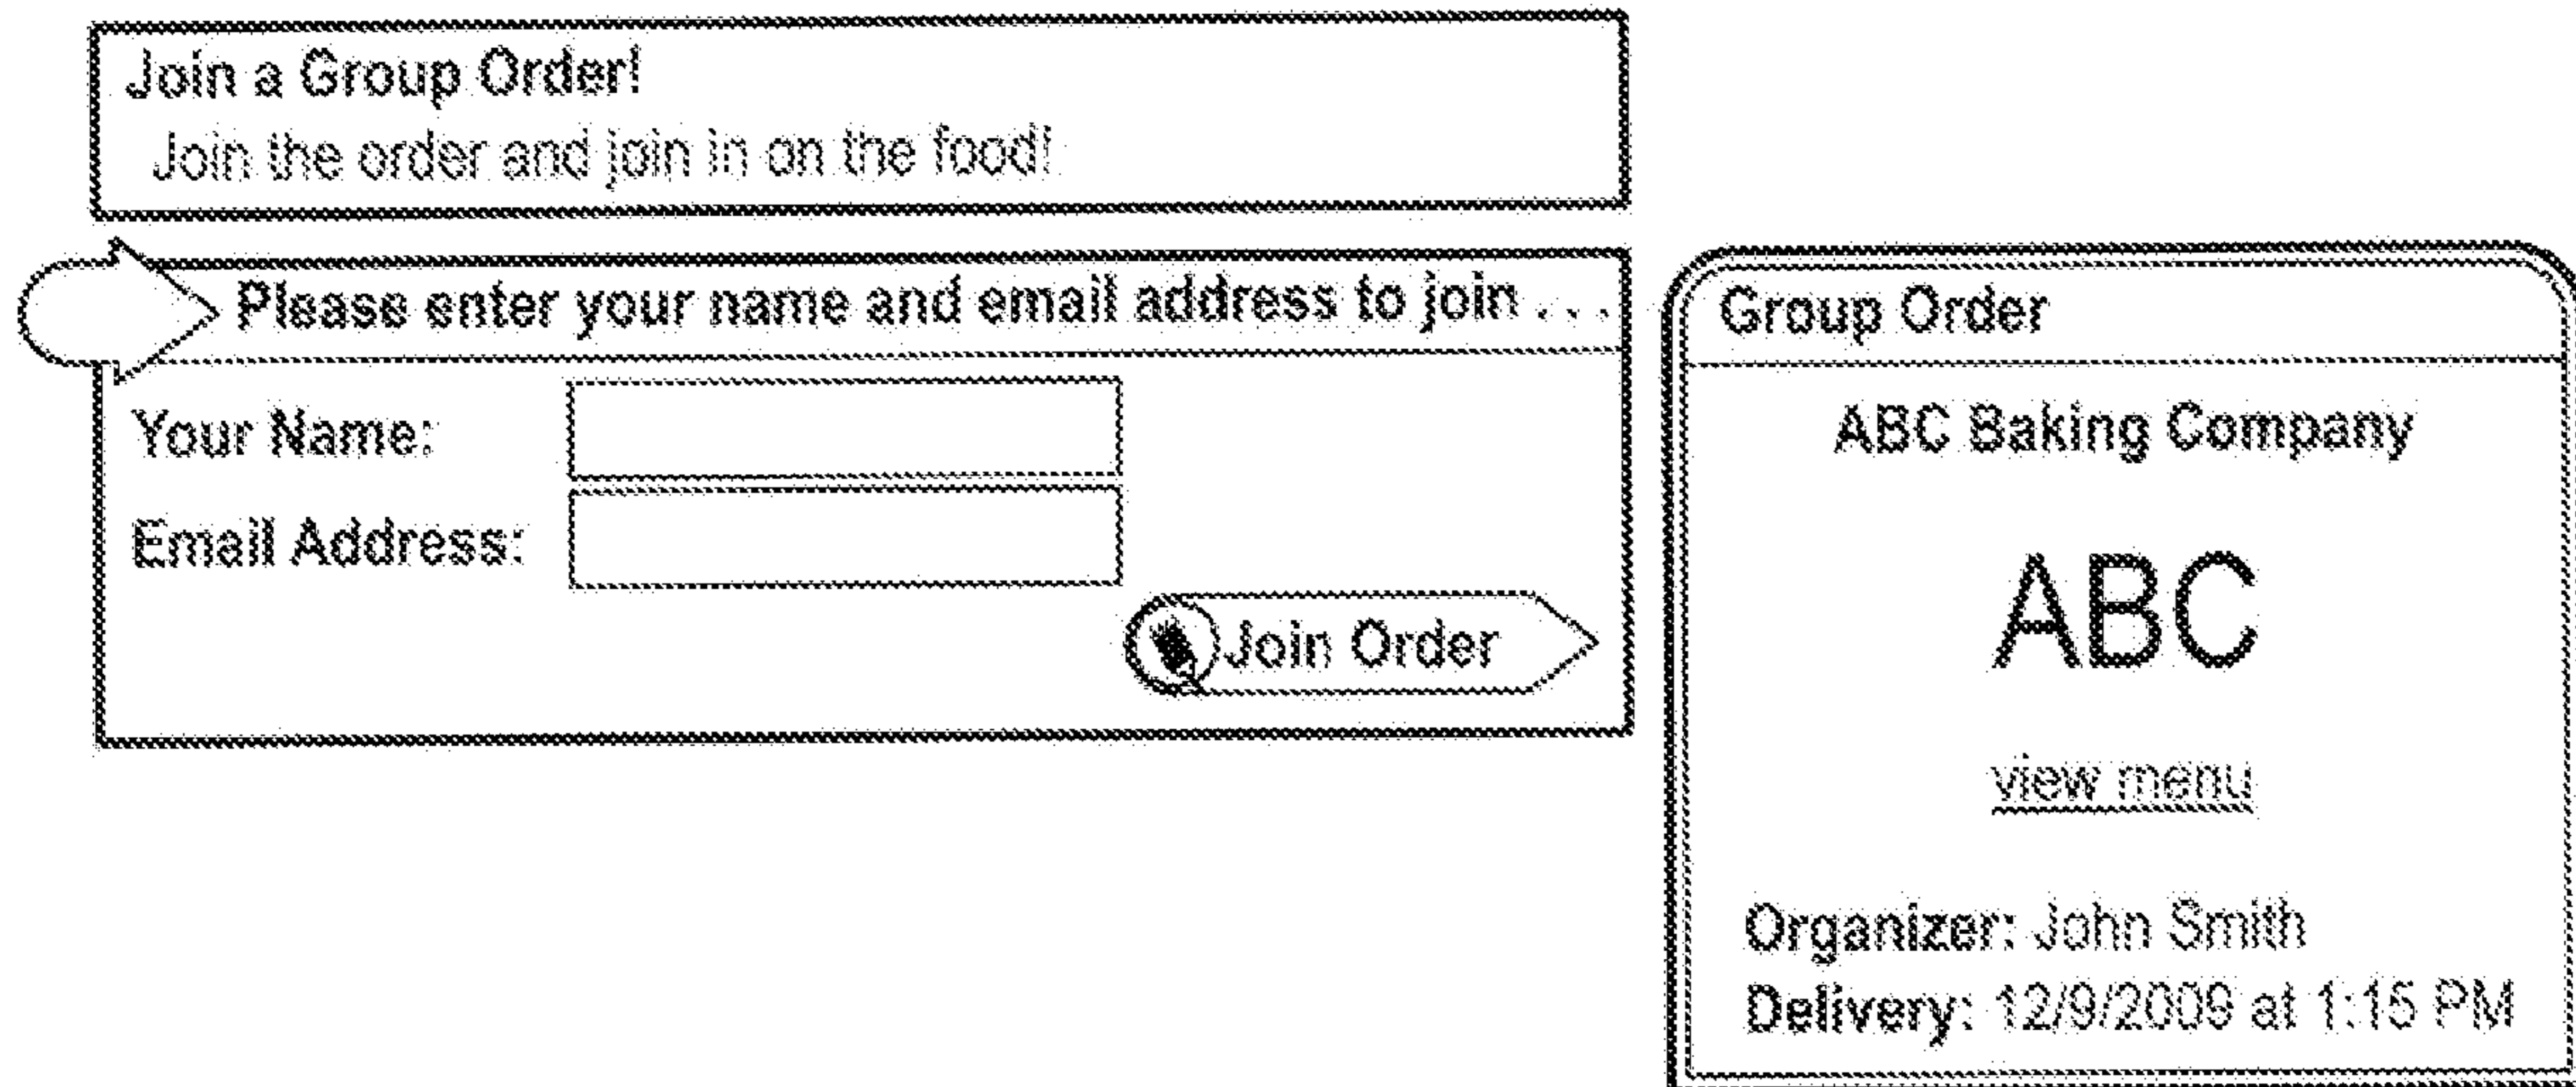 Join a Group Order!
Join the order and join in on the food!
Please enter your name and email address to join . . .
Your Name:
Email Address:
Join Order
Group Order
ABC Baking Company
ABC
view menu
Organizer: John Smith
Delivery: 12/9/2009 at 1:15 PM